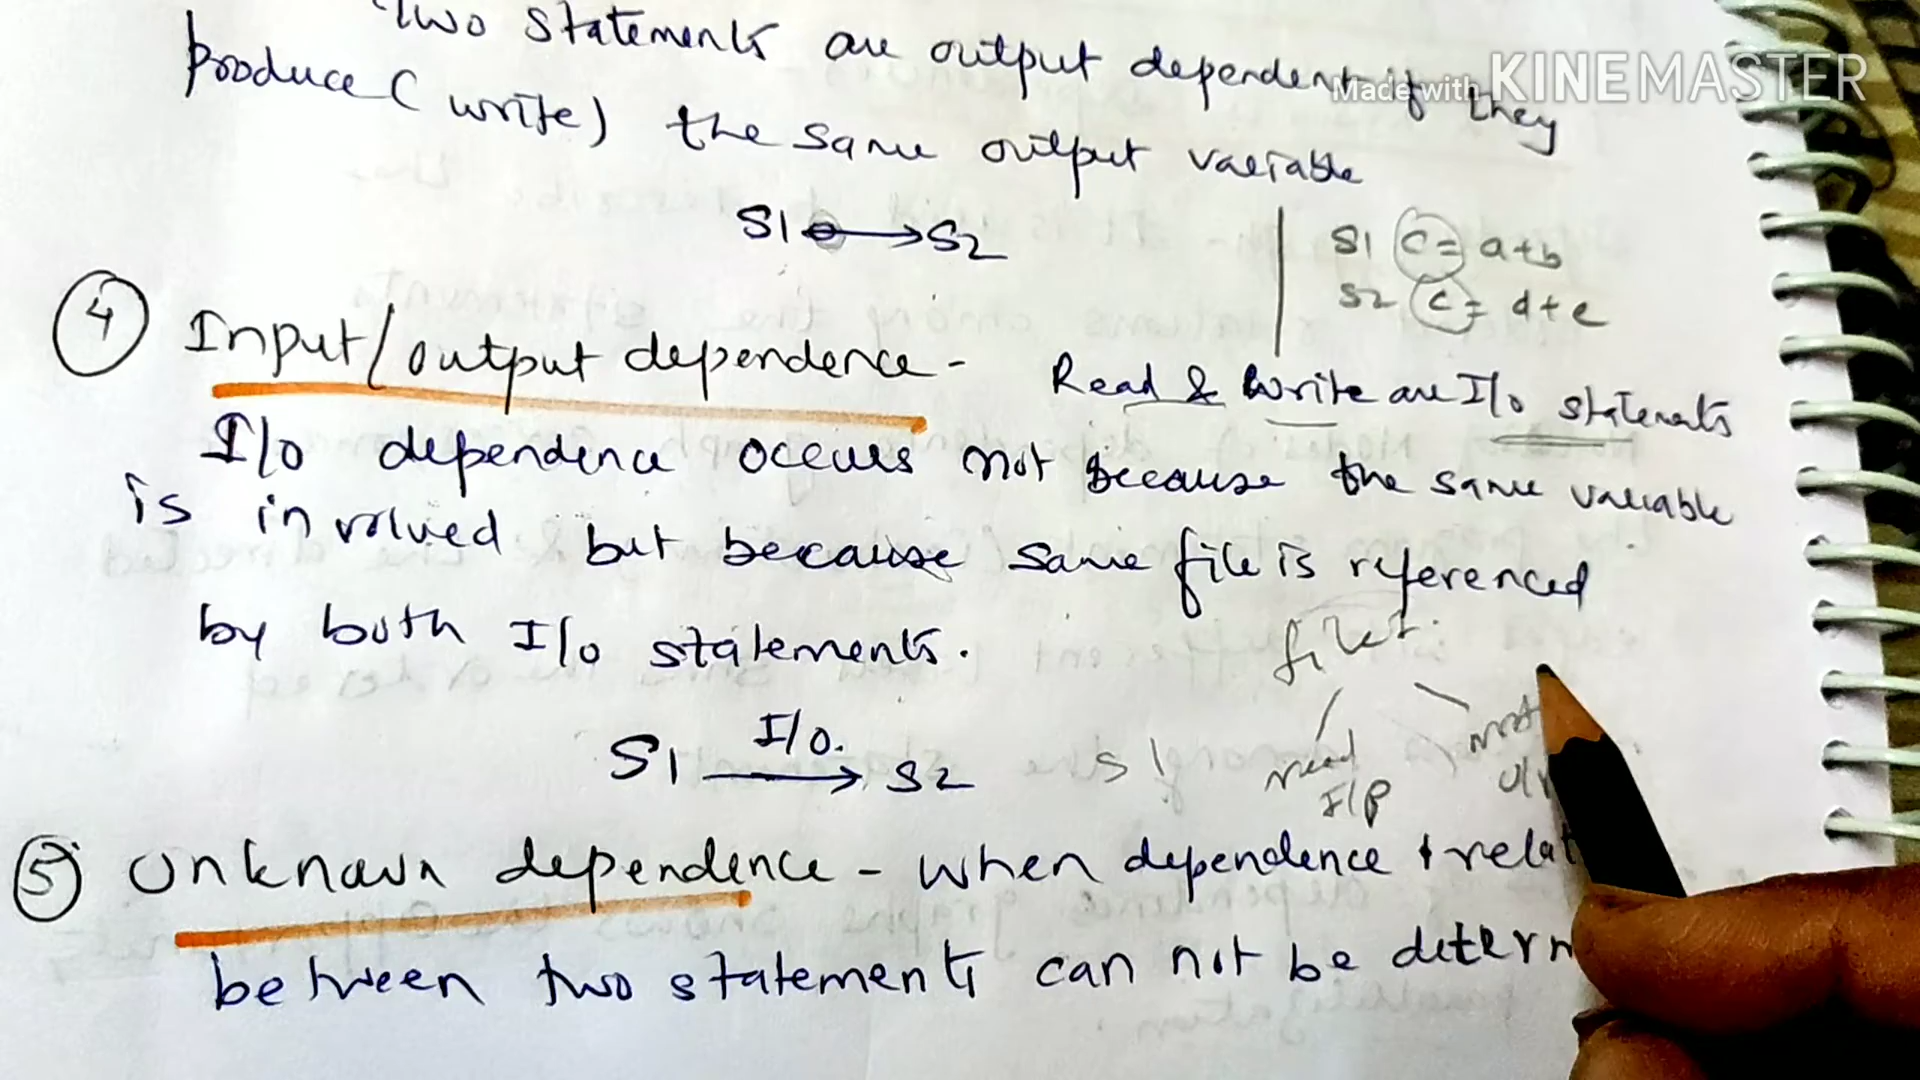 Two statements are output dependent if they
produce ( write ) the same output variable
S1 → S2
S1 C = a+b
S2 C = d+e
④ Input/output dependence -
Read & Write are I/o statements
I/o dependence occurs not because the same variable
is involved but because same file is referenced
by both I/o statements.
file
S1 I/o. → S2
S1
read
I/P
⑤ Unknown dependence - when dependence relat
between two statements can not be determ
Made with KINEMASTER